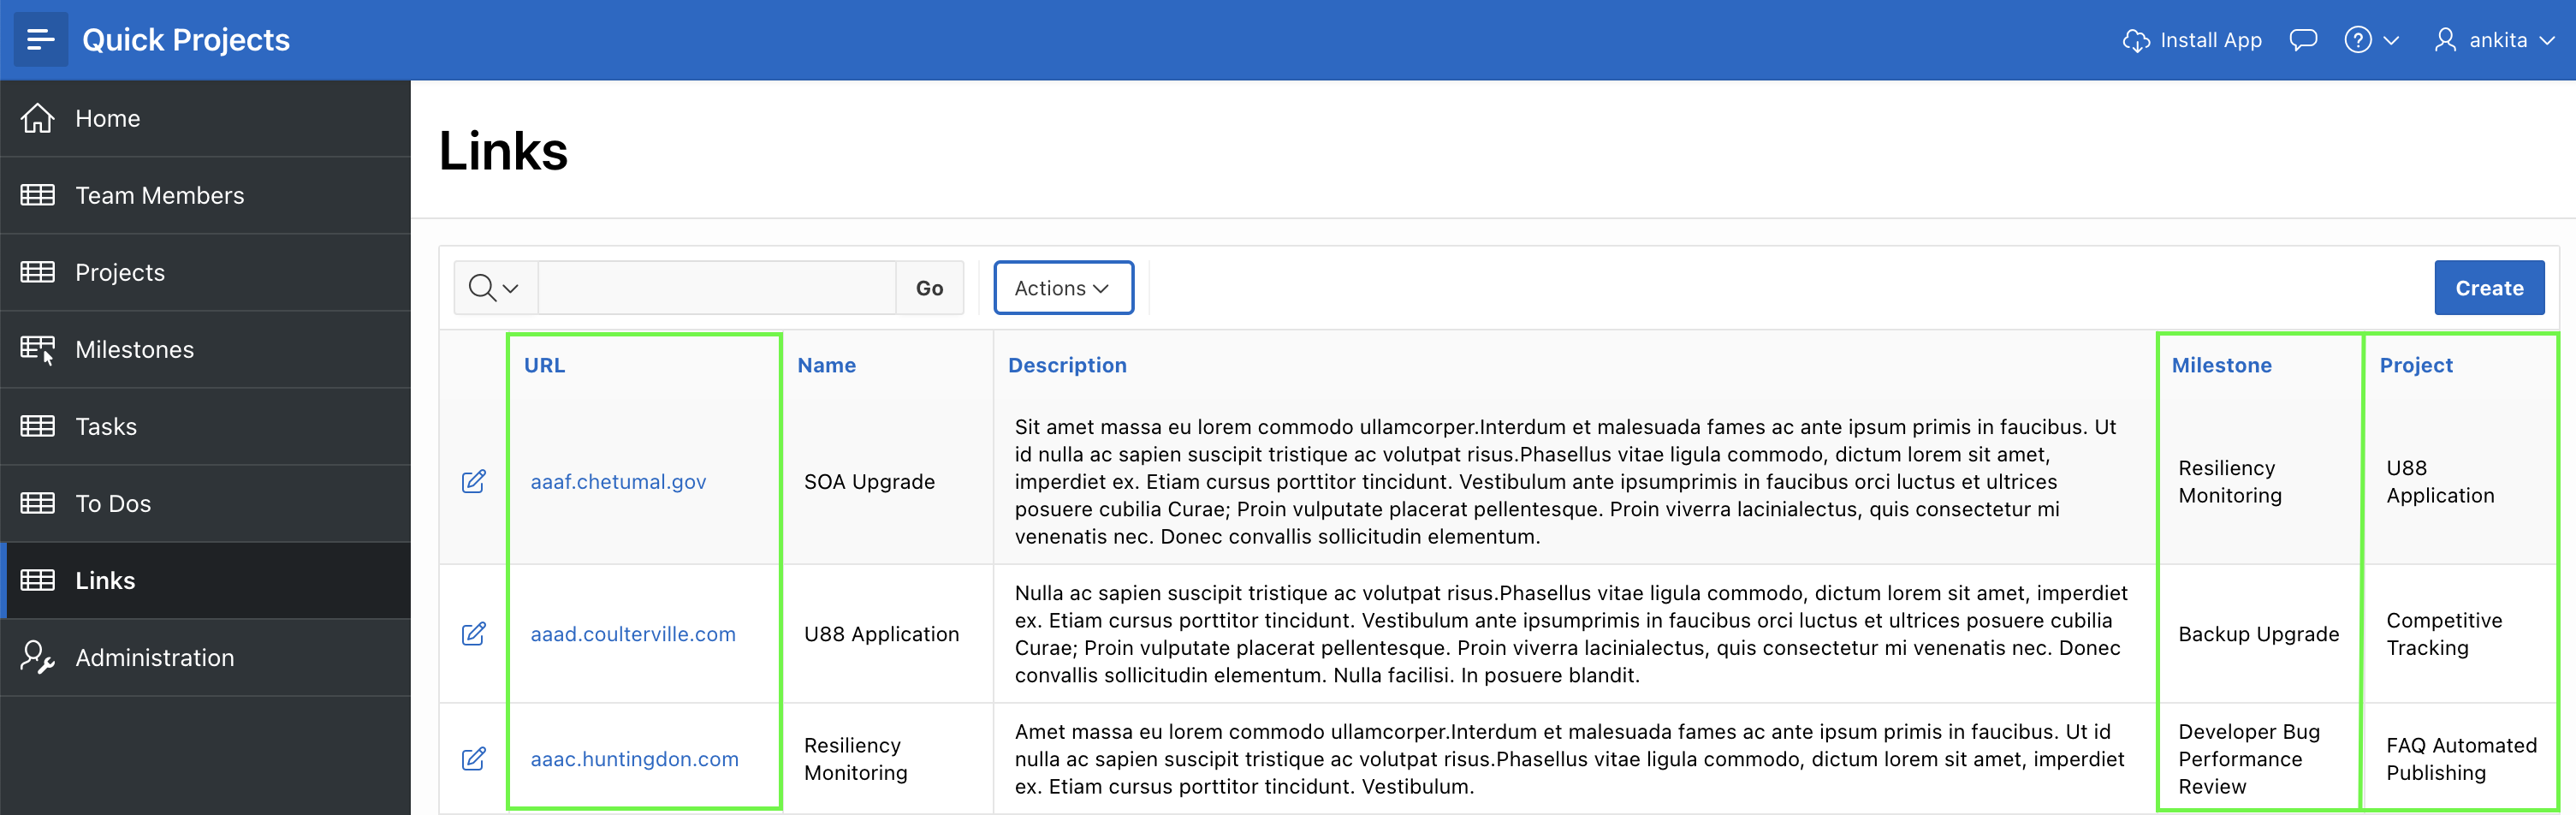 Quick Projects
Install App
ankita
Home
Team Members
Projects
Milestones
Tasks
To Dos
Links
Administration
Links
Go
Actions
Create
URL
Name
Description
Milestone
Project
aaaf.chetumal.gov
SOA Upgrade
Sit amet massa eu lorem commodo ullamcorper.Interdum et malesuada fames ac ante ipsum primis in faucibus. Ut
id nulla ac sapien suscipit tristique ac volutpat risus.Phasellus vitae ligula commodo, dictum lorem sit amet,
imperdiet ex. Etiam cursus porttitor tincidunt. Vestibulum ante ipsumprimis in faucibus orci luctus et ultrices
posuere cubilia Curae; Proin vulputate placerat pellentesque. Proin viverra lacinialectus, quis consectetur mi
venenatis nec. Donec convallis sollicitudin elementum.
Resiliency
Monitoring
U88
Application
aaad.coulterville.com
U88 Application
Nulla ac sapien suscipit tristique ac volutpat risus.Phasellus vitae ligula commodo, dictum lorem sit amet, imperdiet
ex. Etiam cursus porttitor tincidunt. Vestibulum ante ipsumprimis in faucibus orci luctus et ultrices posuere cubilia
Curae; Proin vulputate placerat pellentesque. Proin viverra lacinialectus, quis consectetur mi venenatis nec. Donec
convallis sollicitudin elementum. Nulla facilisi. In posuere blandit.
Backup Upgrade
Competitive
Tracking
aaac.huntingdon.com
Resiliency
Monitoring
Amet massa eu lorem commodo ullamcorper.Interdum et malesuada fames ac ante ipsum primis in faucibus. Ut id
nulla ac sapien suscipit tristique ac volutpat risus.Phasellus vitae ligula commodo, dictum lorem sit amet, imperdiet
ex. Etiam cursus porttitor tincidunt. Vestibulum.
Developer Bug
Performance
Review
FAQ Automated
Publishing